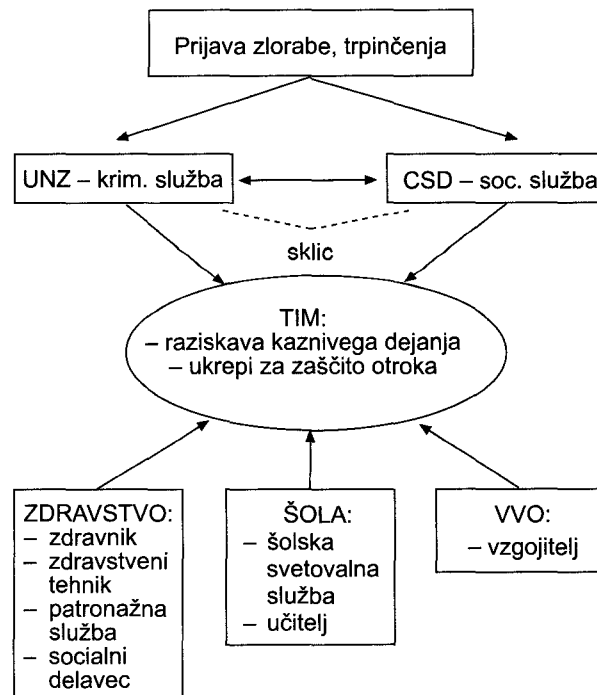 Prijava zlorabe, trpinčenja
UNZ – krim. služba
CSD – soc. služba
sklic
TIM:
– raziskava kaznivega dejanja
– ukrepi za zaščito otroka
ZDRAVSTVO:
– zdravnik
– zdravstveni
tehnik
– patronažna
služba
– socialni
delavec
ŠOLA:
– šolska
svetovalna
služba
– učitelj
VVO:
– vzgojitelj